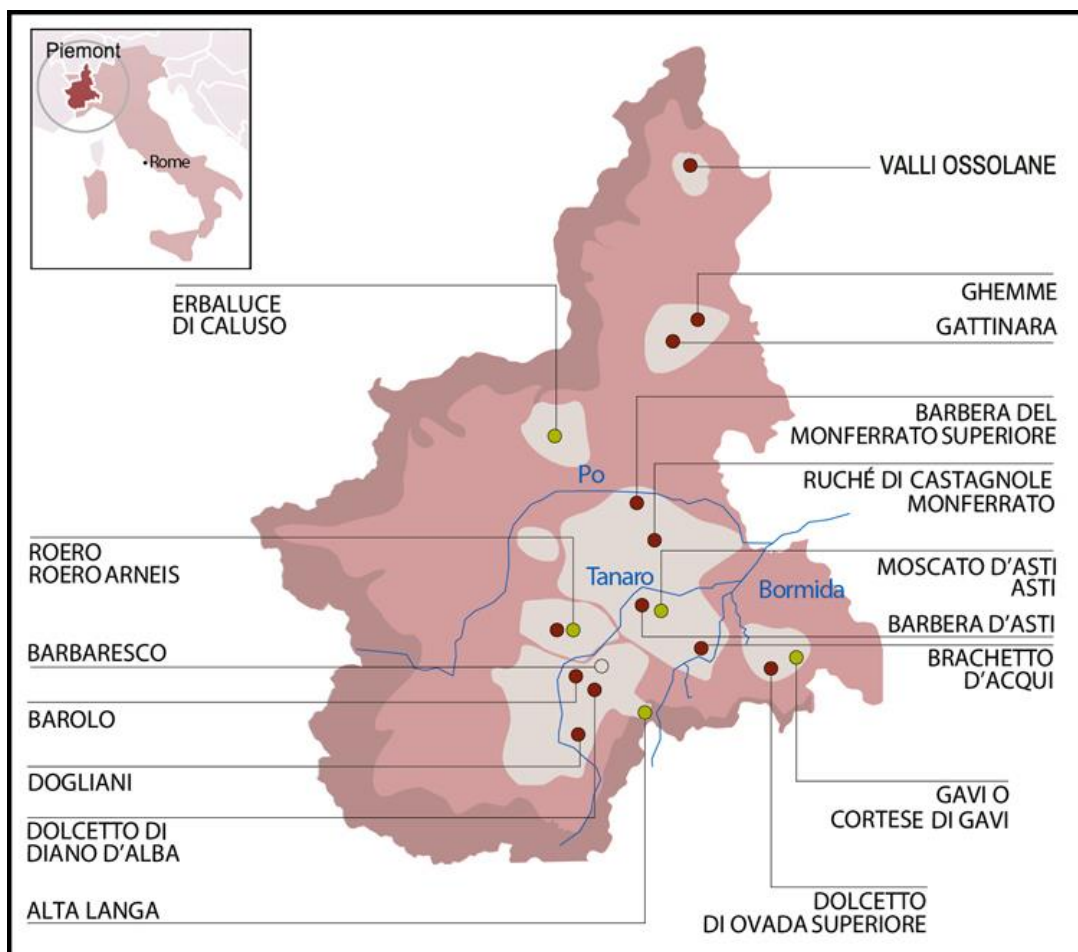 Piemont
Rome
VALLI OSSOLANE
GHEMME
GATTINARA
ERBALUCE
DI CALUSO
BARBERA DEL
MONFERRATO SUPERIORE
Po
RUCHÉ DI CASTAGNOLE
MONFERRATO
ROERO
ROERO ARNEIS
Tanaro
Bormida
MOSCATO D'ASTI
ASTI
BARBERA D'ASTI
BARBARESCO
BRACHETTO
D'ACQUI
BAROLO
DOGLIANI
GAVI O
CORTESE DI GAVI
DOLCETTO DI
DIANO D'ALBA
ALTA LANGA
DOLCETTO
DI OVADA SUPERIORE